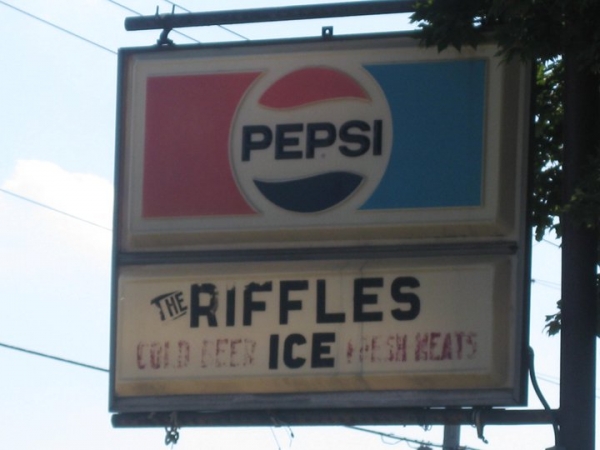 PEPSI
THE RIFFLES
COLD BEER ICE FRESH MEATS